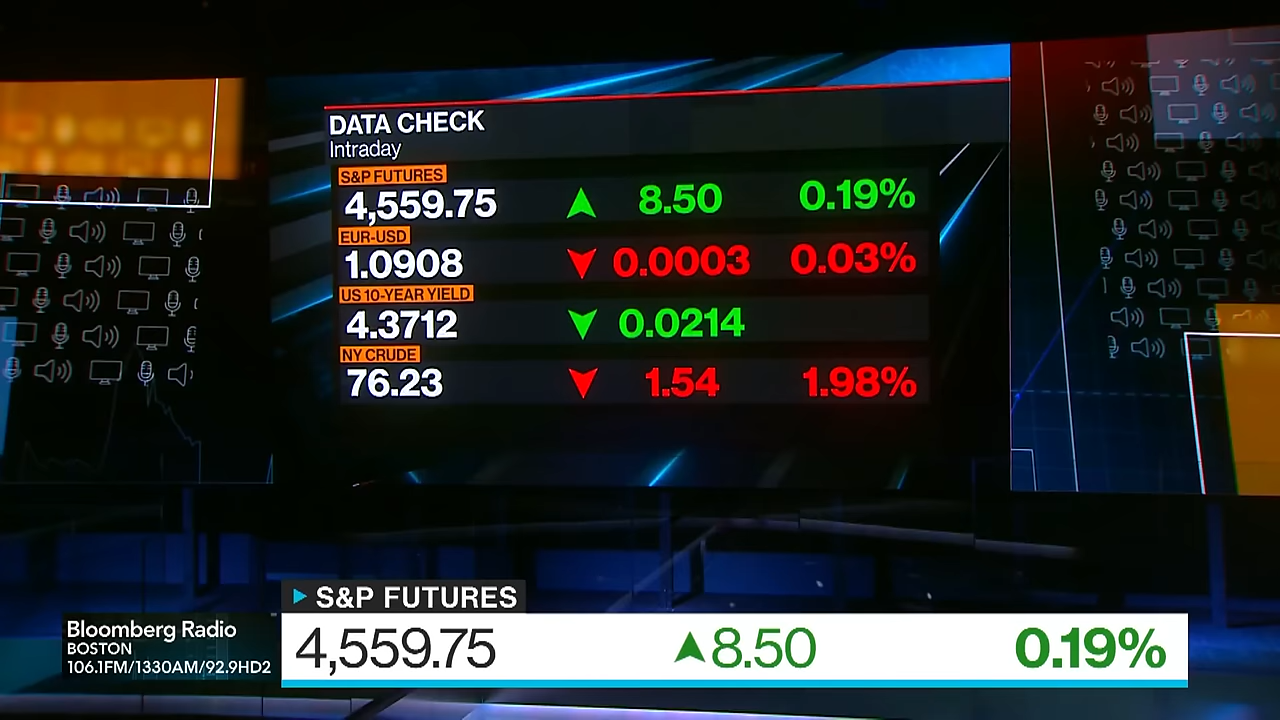 DATA CHECK
Intraday
S&P FUTURES
4,559.75 ▲ 8.50 0.19%
EUR-USD
1.0908 ▼ 0.0003 0.03%
US 10-YEAR YIELD
4.3712 ▼ 0.0214
NY CRUDE
76.23 ▼ 1.54 1.98%
S&P FUTURES
4,559.75 ▲8.50 0.19%
Bloomberg Radio
BOSTON
106.1FM/1330AM/92.9HD2